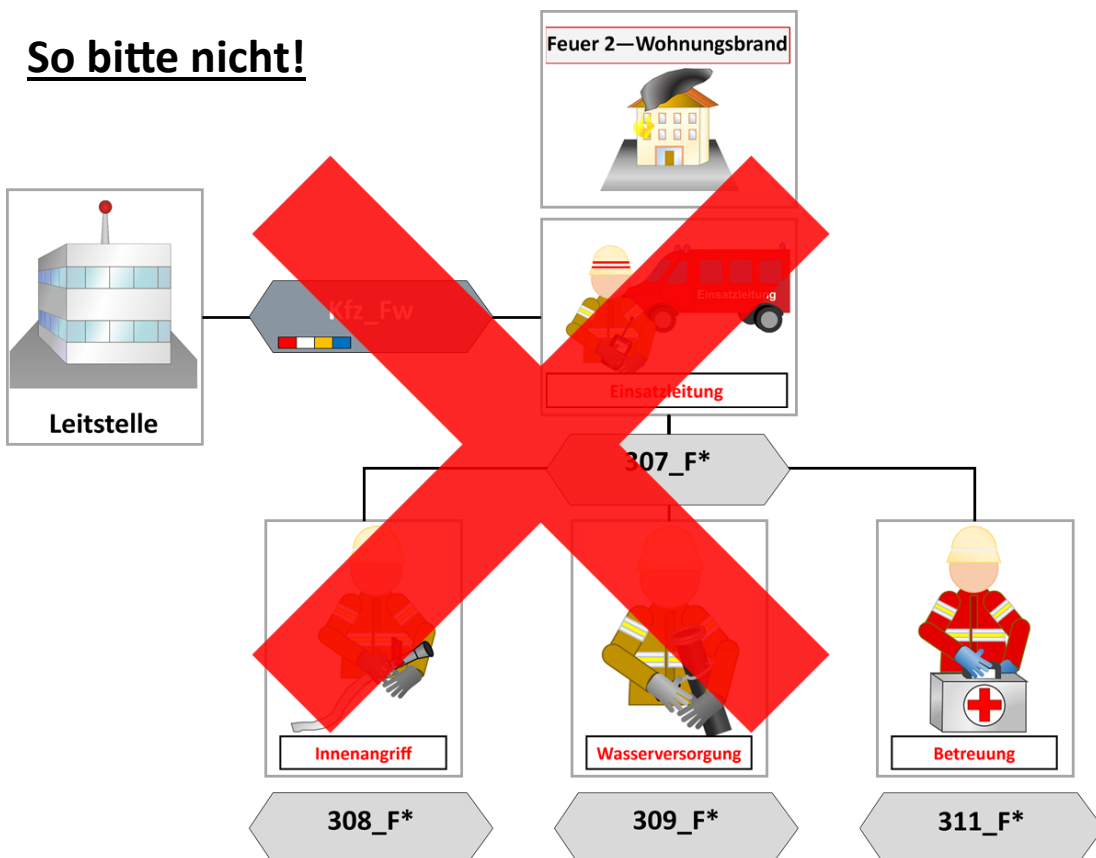 So bitte nicht!
Feuer 2—Wohnungsbrand
Leitstelle
Kfz_Fw
Einsatzleitung
Einsatzleitung
307_F*
Innenangriff
Wasserversorgung
Betreuung
308_F*
309_F*
311_F*